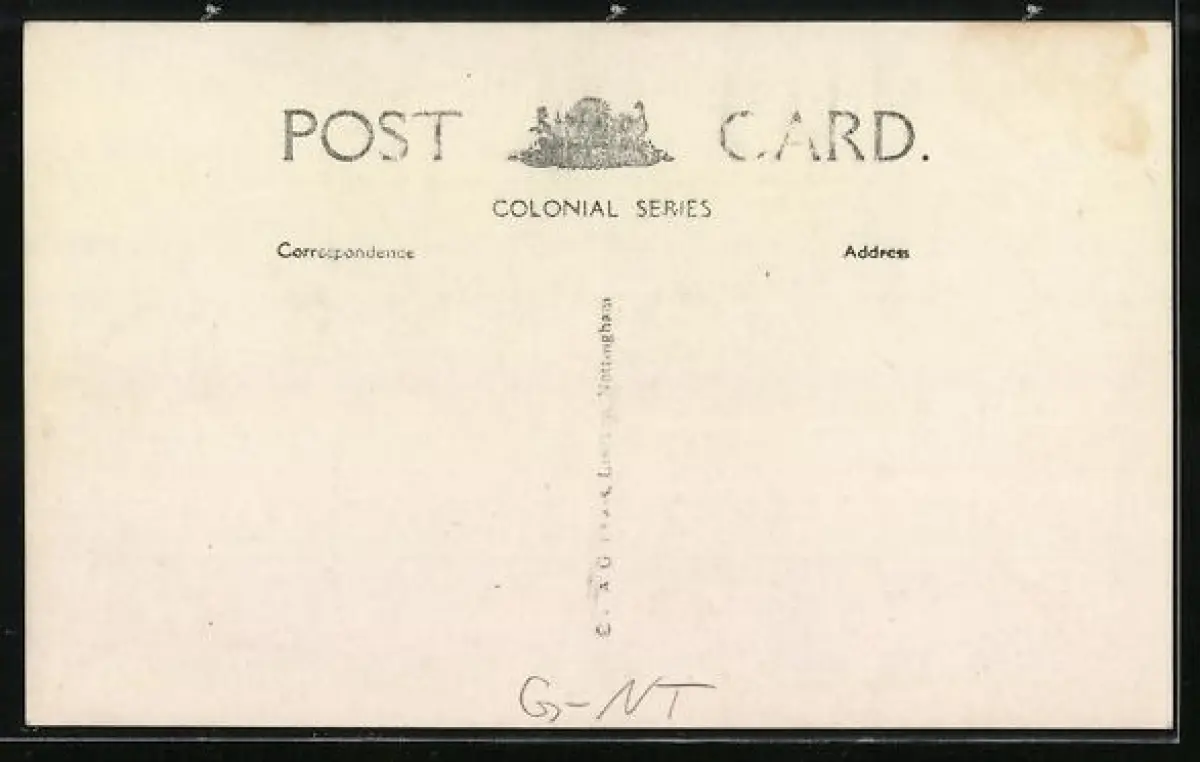 POST CARD.
COLONIAL SERIES
Correspondence Address
Nottingham
G-NT